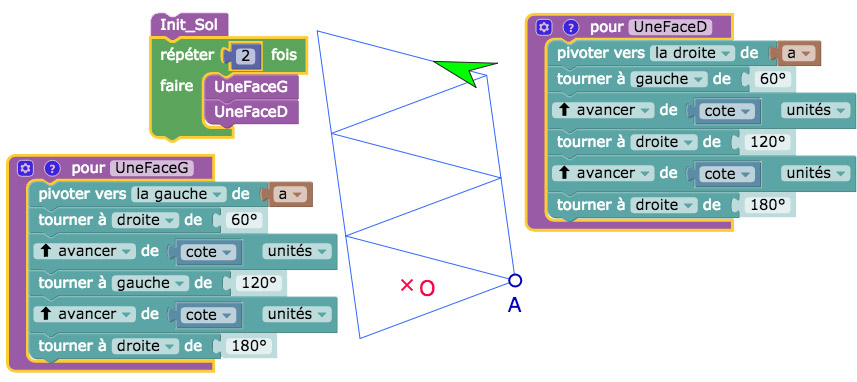 Init_Sol
répéter 2 fois
faire UneFaceG
UneFaceD
pour UneFaceD
pivoter vers la droite de a
tourner à gauche de 60°
avancer de cote unités
tourner à droite de 120°
avancer de cote unités
tourner à droite de 180°
pour UneFaceG
pivoter vers la gauche de a
tourner à droite de 60°
avancer de cote unités
tourner à gauche de 120°
avancer de cote unités
tourner à droite de 180°
O
A